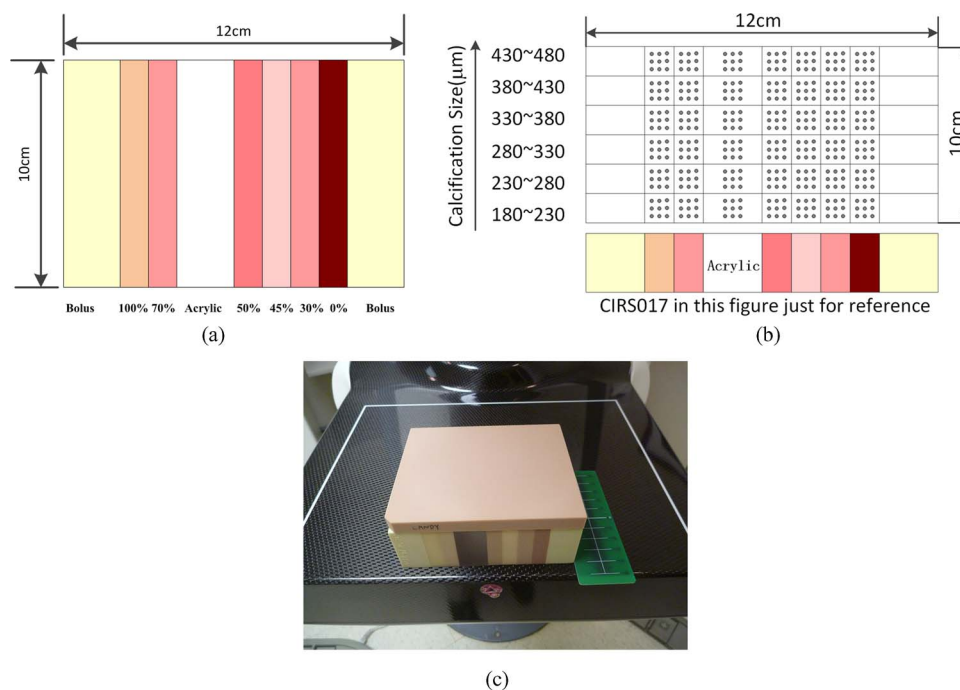 12cm
10cm
Bolus 100% 70% Acrylic 50% 45% 30% 0% Bolus
(a)
12cm
Calcification Size(μm)
430~480
380~430
330~380
280~330
230~280
180~230
10cm
Acrylic
CIRS017 in this figure just for reference
(b)
LANDY
(c)